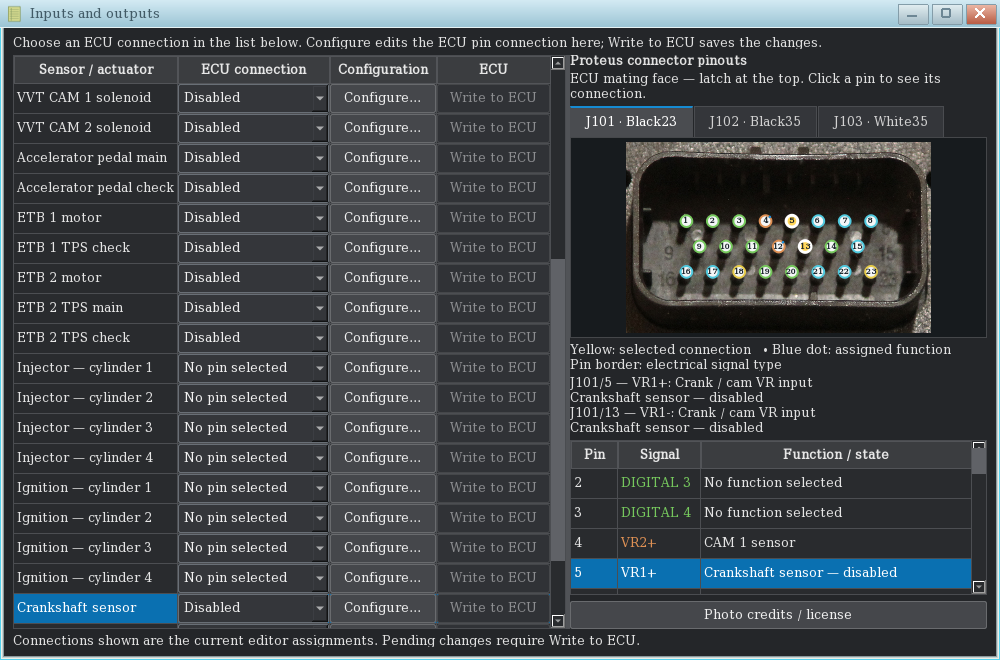 Inputs and outputs
Choose an ECU connection in the list below. Configure edits the ECU pin connection here; Write to ECU saves the changes.
Sensor / actuator ECU connection Configuration ECU
VVT CAM 1 solenoid Disabled Configure... Write to ECU
VVT CAM 2 solenoid Disabled Configure... Write to ECU
Accelerator pedal main Disabled Configure... Write to ECU
Accelerator pedal check Disabled Configure... Write to ECU
ETB 1 motor Disabled Configure... Write to ECU
ETB 1 TPS check Disabled Configure... Write to ECU
ETB 2 motor Disabled Configure... Write to ECU
ETB 2 TPS main Disabled Configure... Write to ECU
ETB 2 TPS check Disabled Configure... Write to ECU
Injector — cylinder 1 No pin selected Configure... Write to ECU
Injector — cylinder 2 No pin selected Configure... Write to ECU
Injector — cylinder 3 No pin selected Configure... Write to ECU
Injector — cylinder 4 No pin selected Configure... Write to ECU
Ignition — cylinder 1 No pin selected Configure... Write to ECU
Ignition — cylinder 2 No pin selected Configure... Write to ECU
Ignition — cylinder 3 No pin selected Configure... Write to ECU
Ignition — cylinder 4 No pin selected Configure... Write to ECU
Crankshaft sensor Disabled Configure... Write to ECU
Proteus connector pinouts
ECU mating face — latch at the top. Click a pin to see its
connection.
J101 · Black23 J102 · Black35 J103 · White35
1 2 3 4 5 6 7 8
9 9 10 11 12 13 14 15 15
16 17 18 19 20 21 22 23
Yellow: selected connection • Blue dot: assigned function
Pin border: electrical signal type
J101/5 — VR1+: Crank / cam VR input
Crankshaft sensor — disabled
J101/13 — VR1-: Crank / cam VR input
Crankshaft sensor — disabled
Pin Signal Function / state
2 DIGITAL 3 No function selected
3 DIGITAL 4 No function selected
4 VR2+ CAM 1 sensor
5 VR1+ Crankshaft sensor — disabled
Photo credits / license
Connections shown are the current editor assignments. Pending changes require Write to ECU.